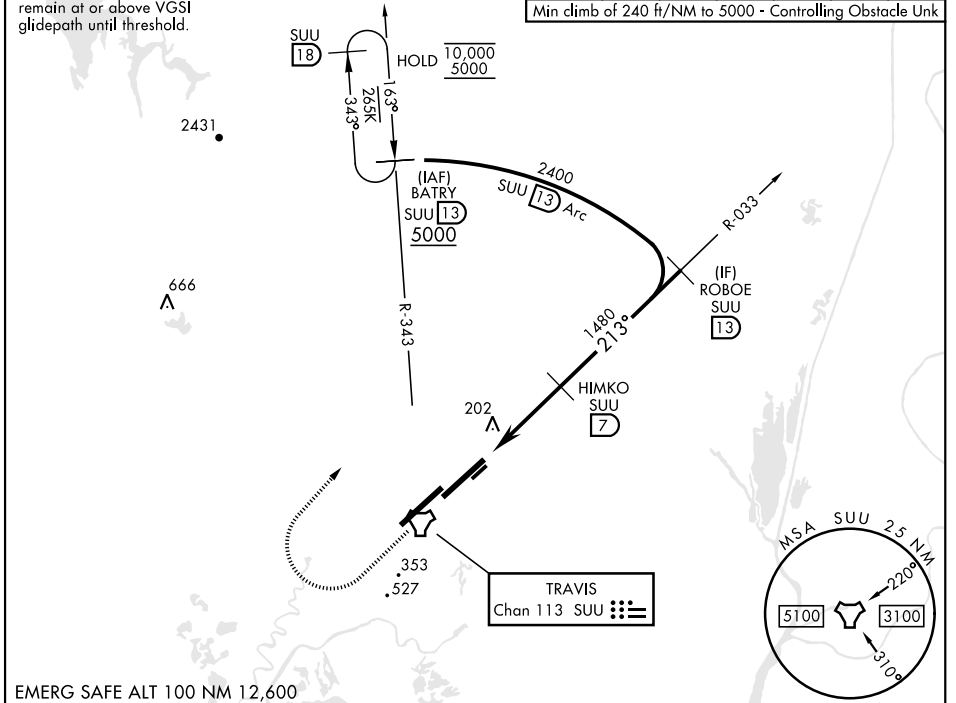 remain at or above VGSI
glidepath until threshold.
Min climb of 240 ft/NM to 5000 - Controlling Obstacle Unk
SUU
18
HOLD
10,000
5000
343°
265K
163°
2431
(IAF)
BATRY
SUU 13
5000
2400
SUU 13 Arc
R-033
(IF)
ROBOE
SUU
13
666
R-343
1480
213°
HIMKO
SUU
7
202
353
527
TRAVIS
Chan 113 SUU
MSA SUU 25 NM
220°
5100
3100
310°
EMERG SAFE ALT 100 NM 12,600